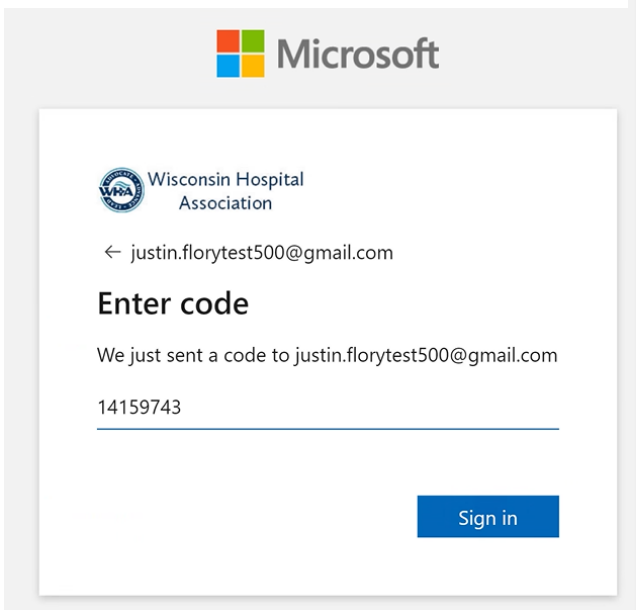 Microsoft
WHA
Wisconsin Hospital
Association
← justin.florytest500@gmail.com
Enter code
We just sent a code to justin.florytest500@gmail.com
14159743
Sign in